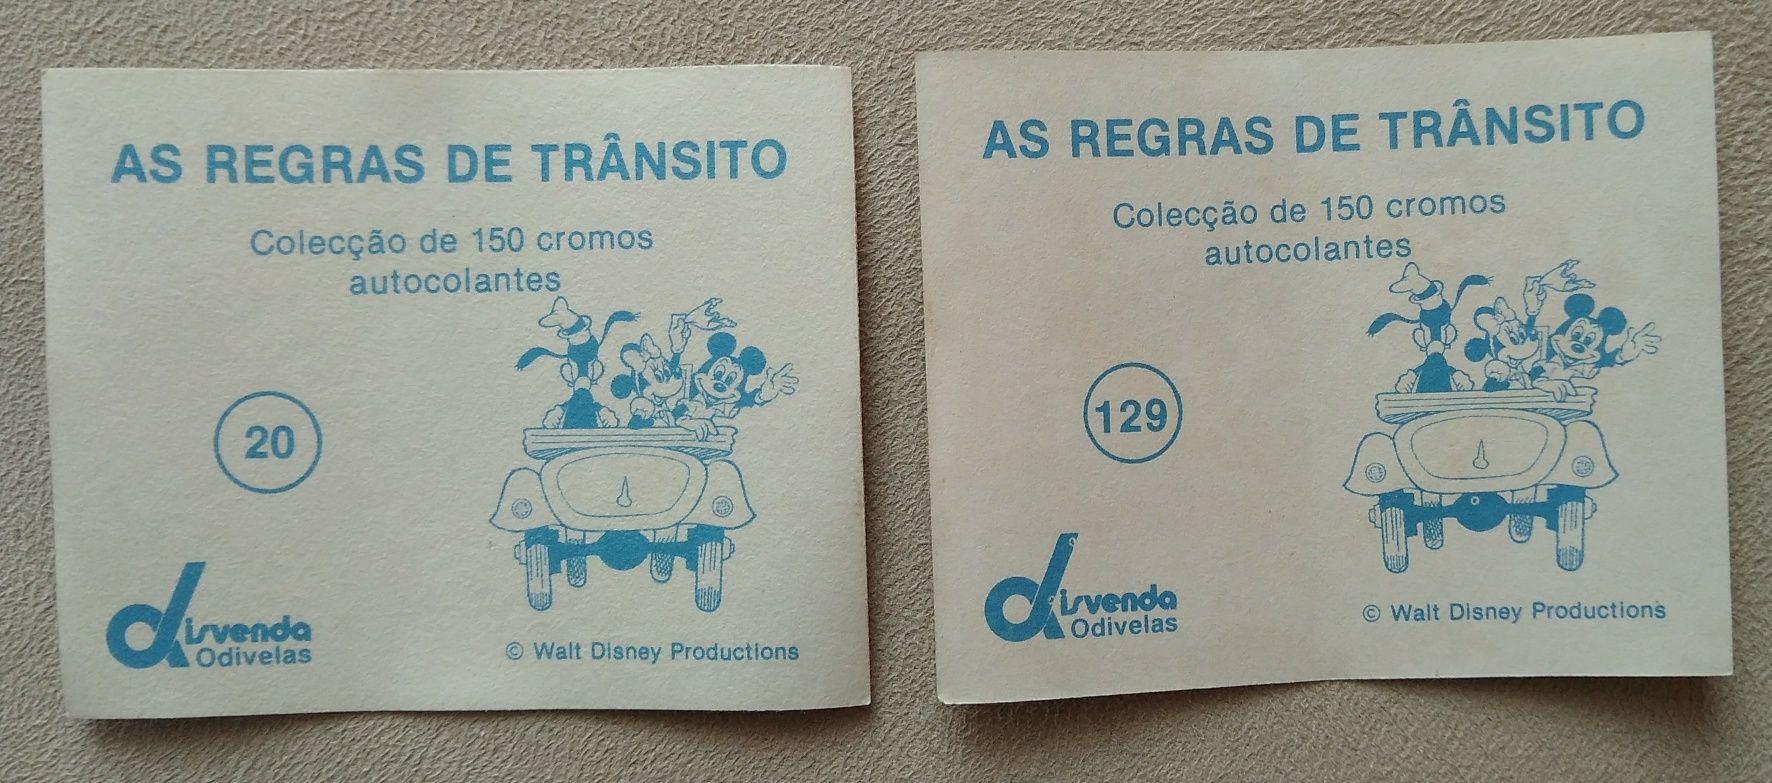 AS REGRAS DE TRÂNSITO
Colecção de 150 cromos
autocolantes
20
disvenda
Odivelas
© Walt Disney Productions
AS REGRAS DE TRÂNSITO
Colecção de 150 cromos
autocolantes
129
disvenda
Odivelas
© Walt Disney Productions